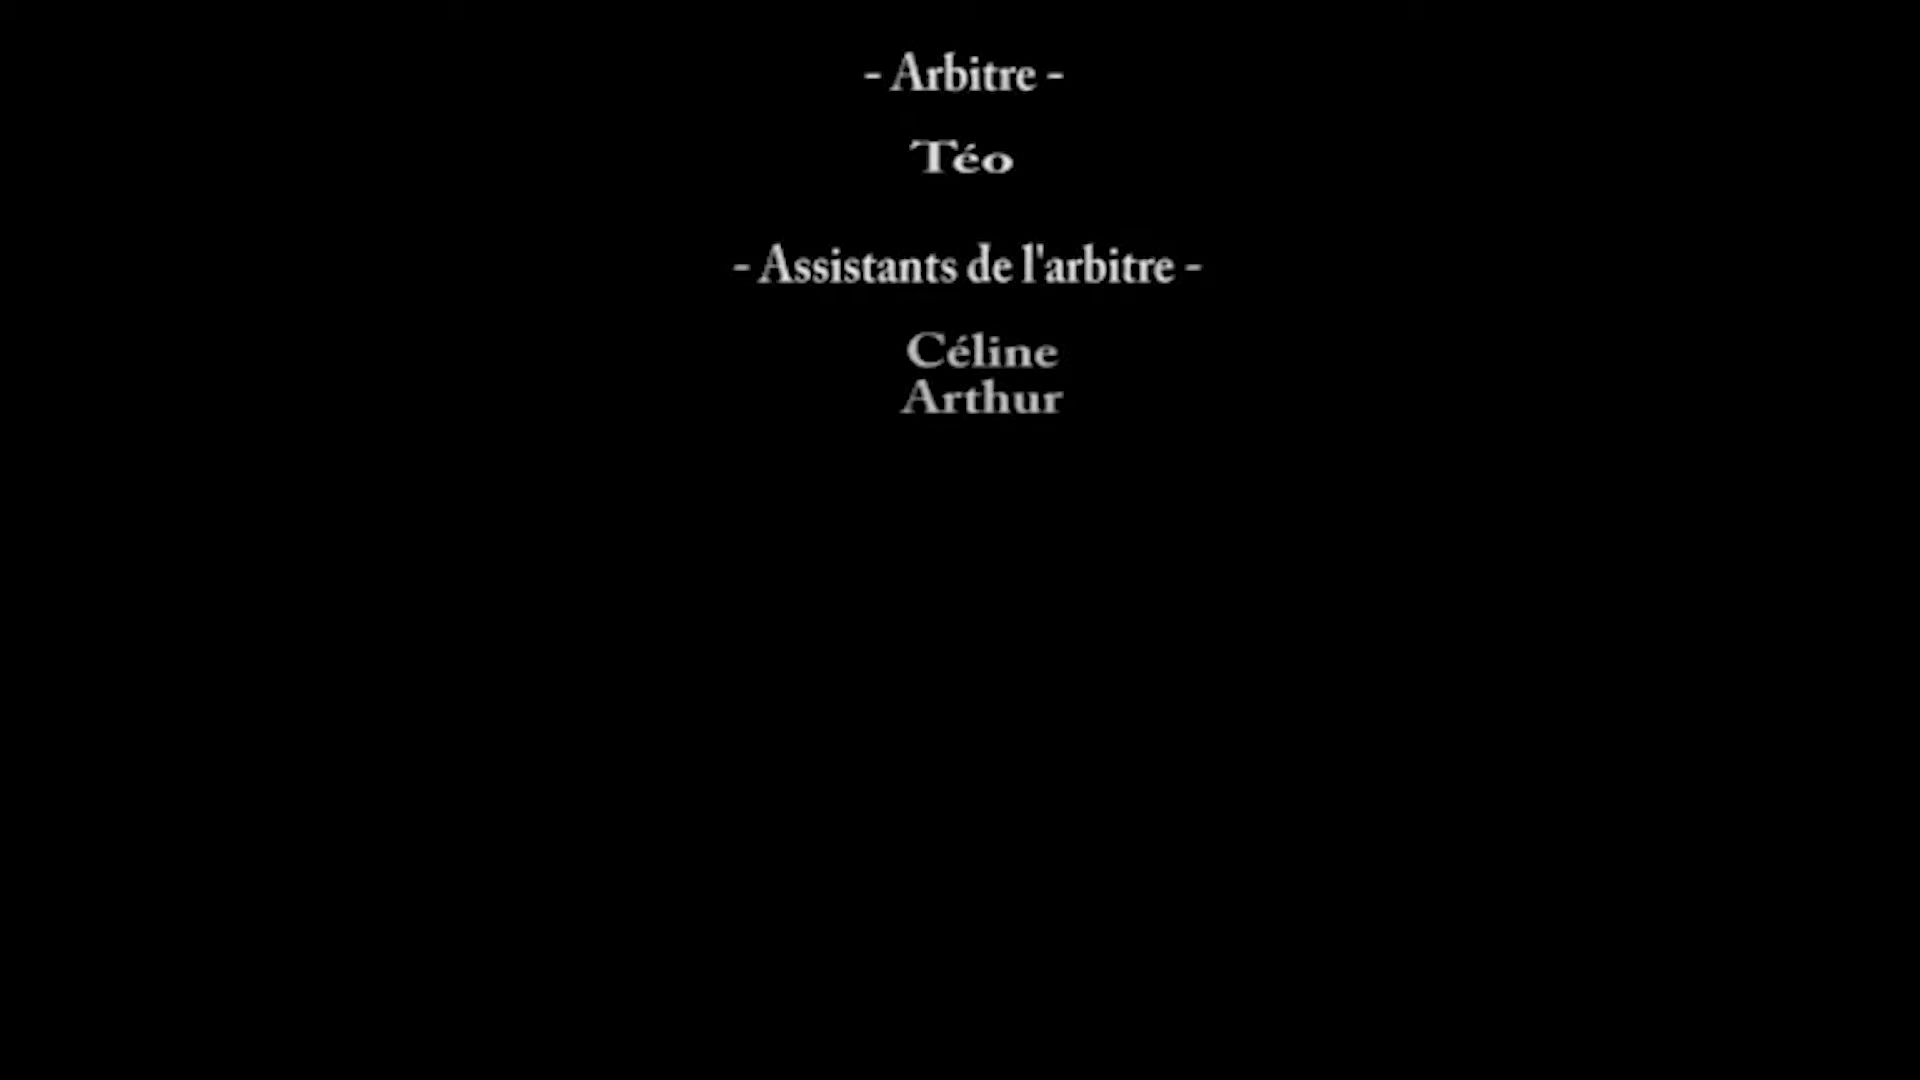 - Arbitre -
Téo
- Assistants de l'arbitre -
Céline
Arthur